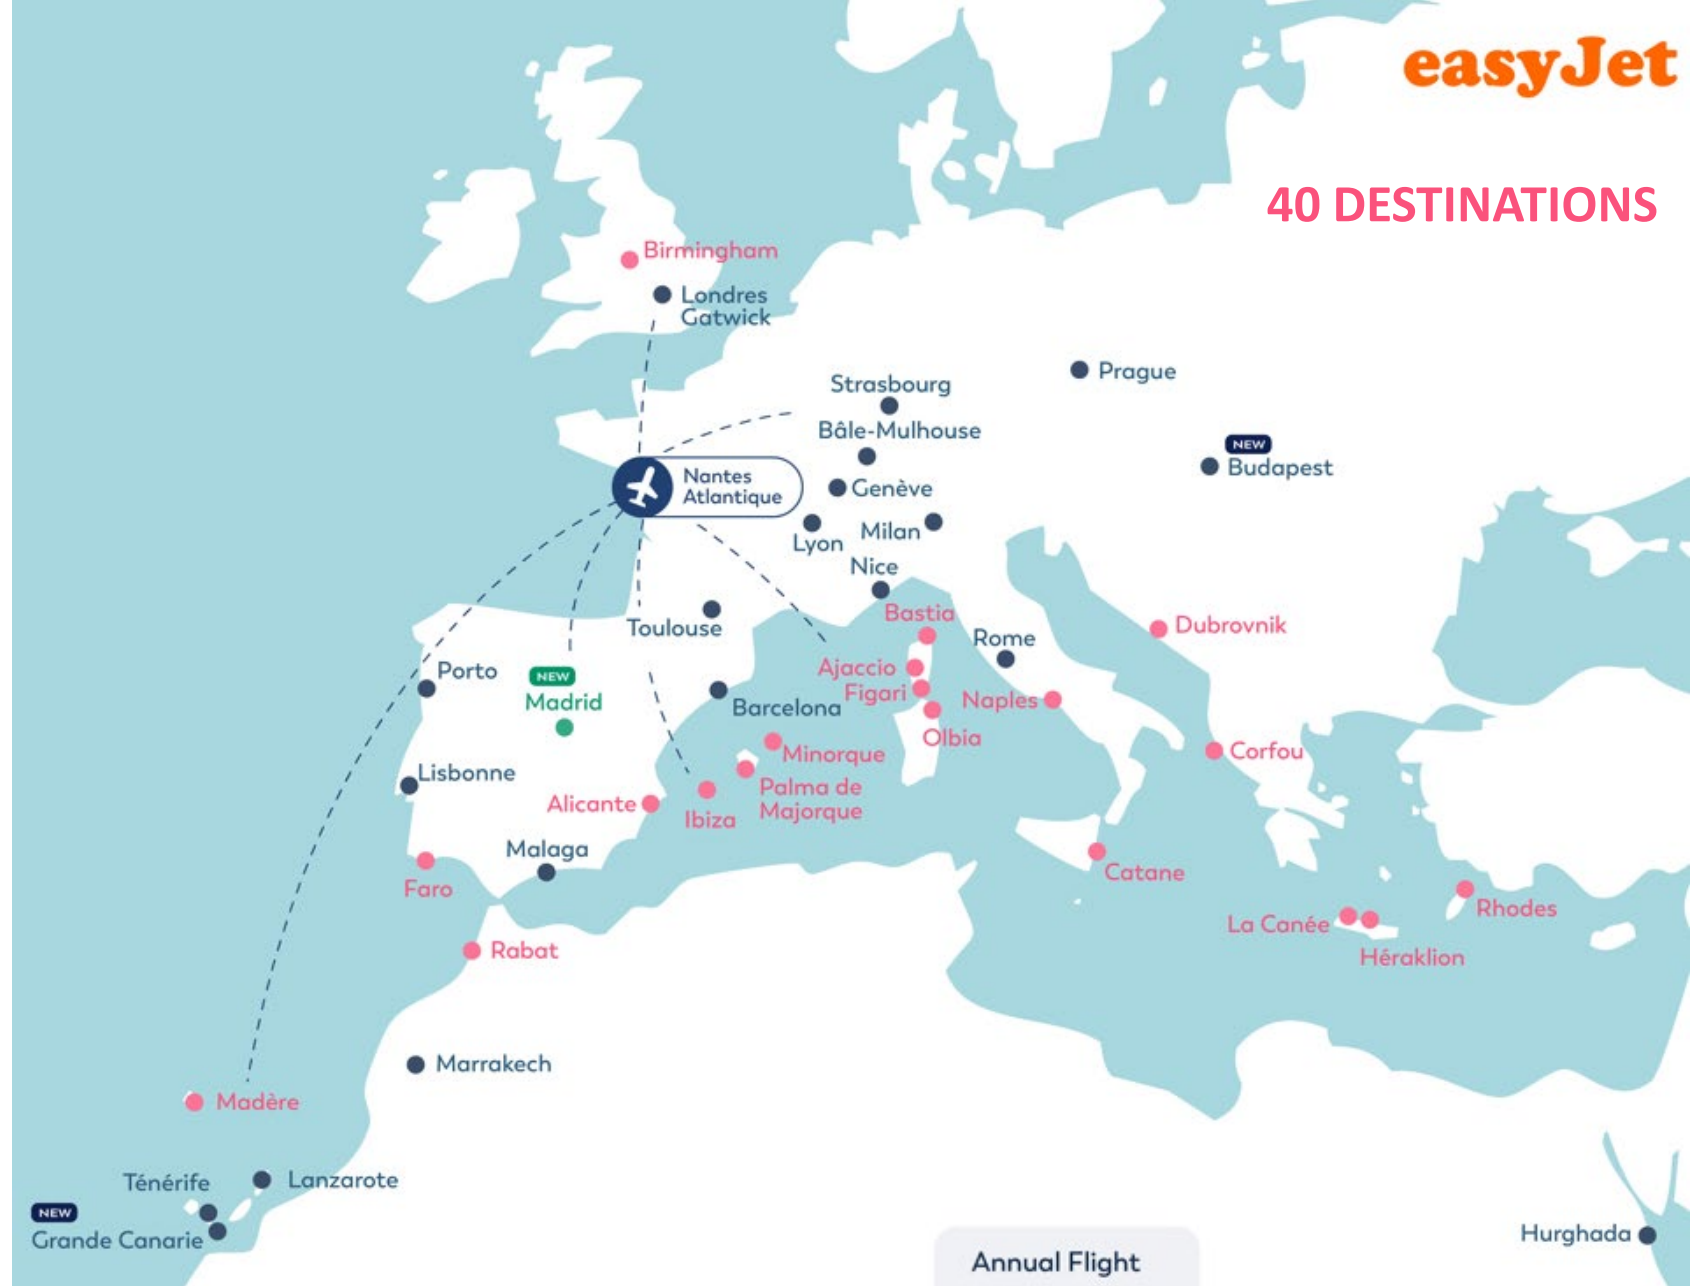 easyJet
40 DESTINATIONS
Birmingham
Londres
Gatwick
Prague
Strasbourg
Bâle-Mulhouse
NEW
Budapest
Nantes
Atlantique
Genève
Lyon
Milan
Nice
Bastia
Toulouse
Rome
Dubrovnik
Porto
NEW
Madrid
Ajaccio
Figari
Naples
Barcelona
Olbia
Minorque
Corfou
Lisbonne
Alicante
Ibiza
Palma de
Majorque
Malaga
Catane
Faro
Rhodes
La Canée
Héraklion
Rabat
Marrakech
Madère
Ténérife
Lanzarote
NEW
Grande Canarie
Hurghada
Annual Flight